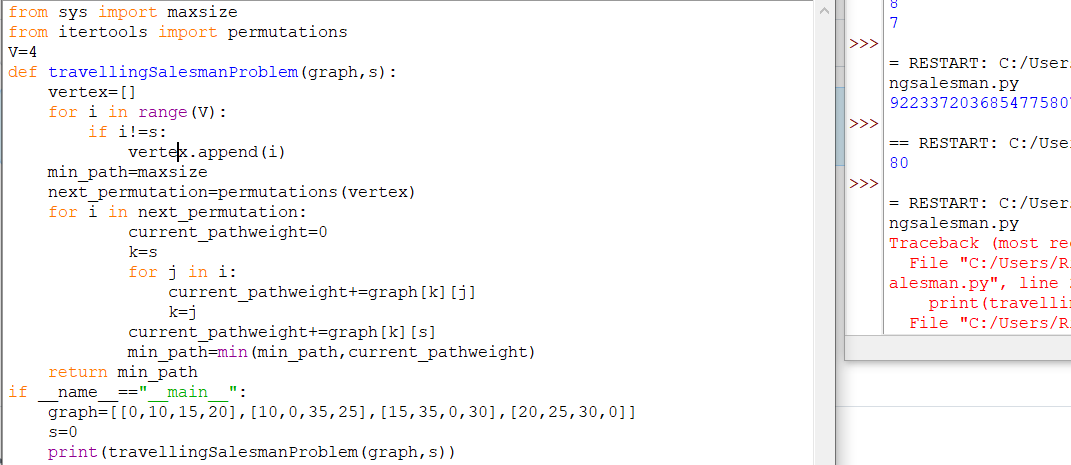 from sys import maxsize
from itertools import permutations
V=4
def travellingSalesmanProblem(graph,s):
    vertex=[]
    for i in range(V):
        if i!=s:
            vertex.append(i)
    min_path=maxsize
    next_permutation=permutations(vertex)
    for i in next_permutation:
            current_pathweight=0
            k=s
            for j in i:
                current_pathweight+=graph[k][j]
                k=j
            current_pathweight+=graph[k][s]
            min_path=min(min_path,current_pathweight)
    return min_path
if __name__=="__main__":
    graph=[[0,10,15,20],[10,0,35,25],[15,35,0,30],[20,25,30,0]]
    s=0
    print(travellingSalesmanProblem(graph,s))
8
7
>>>
= RESTART: C:/User
ngsalesman.py
922337203685477580
>>>
== RESTART: C:/Use
80
>>>
= RESTART: C:/User
ngsalesman.py
Traceback (most re
  File "C:/Users/R
alesman.py", line
    print(travelli
  File "C:/Users/R